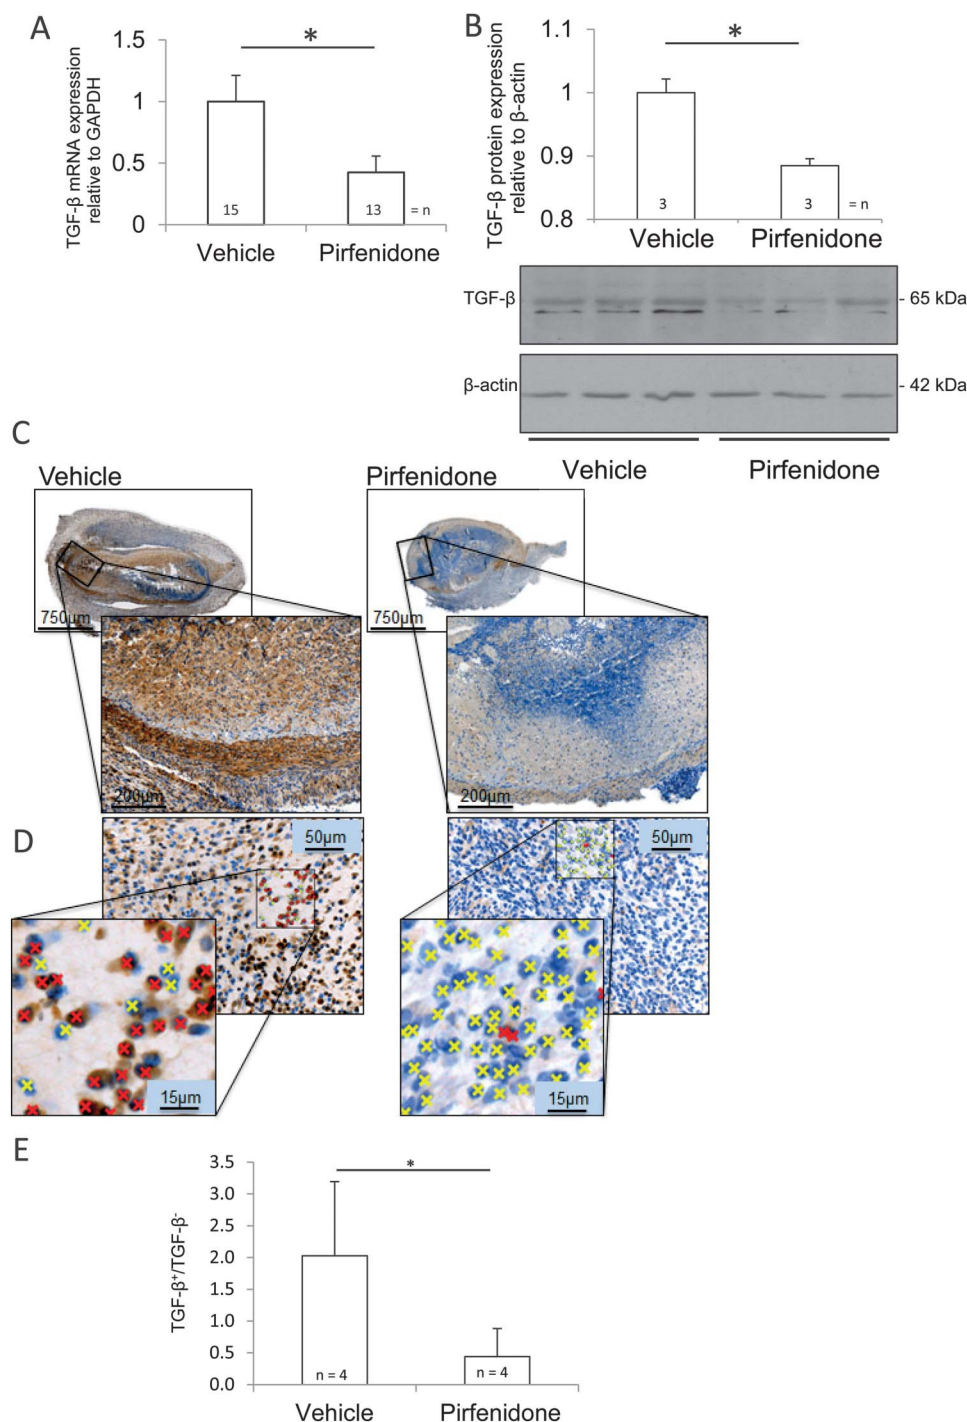 A
TGF-β mRNA expression
relative to GAPDH
1.5
1
0.5
0
*
15
13
= n
Vehicle
Pirfenidone
B
TGF-β protein expression
relative to β-actin
1.1
1
0.9
0.8
*
3
3
= n
Vehicle
Pirfenidone
TGF-β
- 65 kDa
β-actin
- 42 kDa
Vehicle
Pirfenidone
C
Vehicle
Pirfenidone
750µm
750µm
200µm
200µm
D
50µm
50µm
15µm
15µm
E
TGF-β⁺/TGF-β⁻
3.5
3.0
2.5
2.0
1.5
1.0
0.5
0.0
*
n = 4
n = 4
Vehicle
Pirfenidone